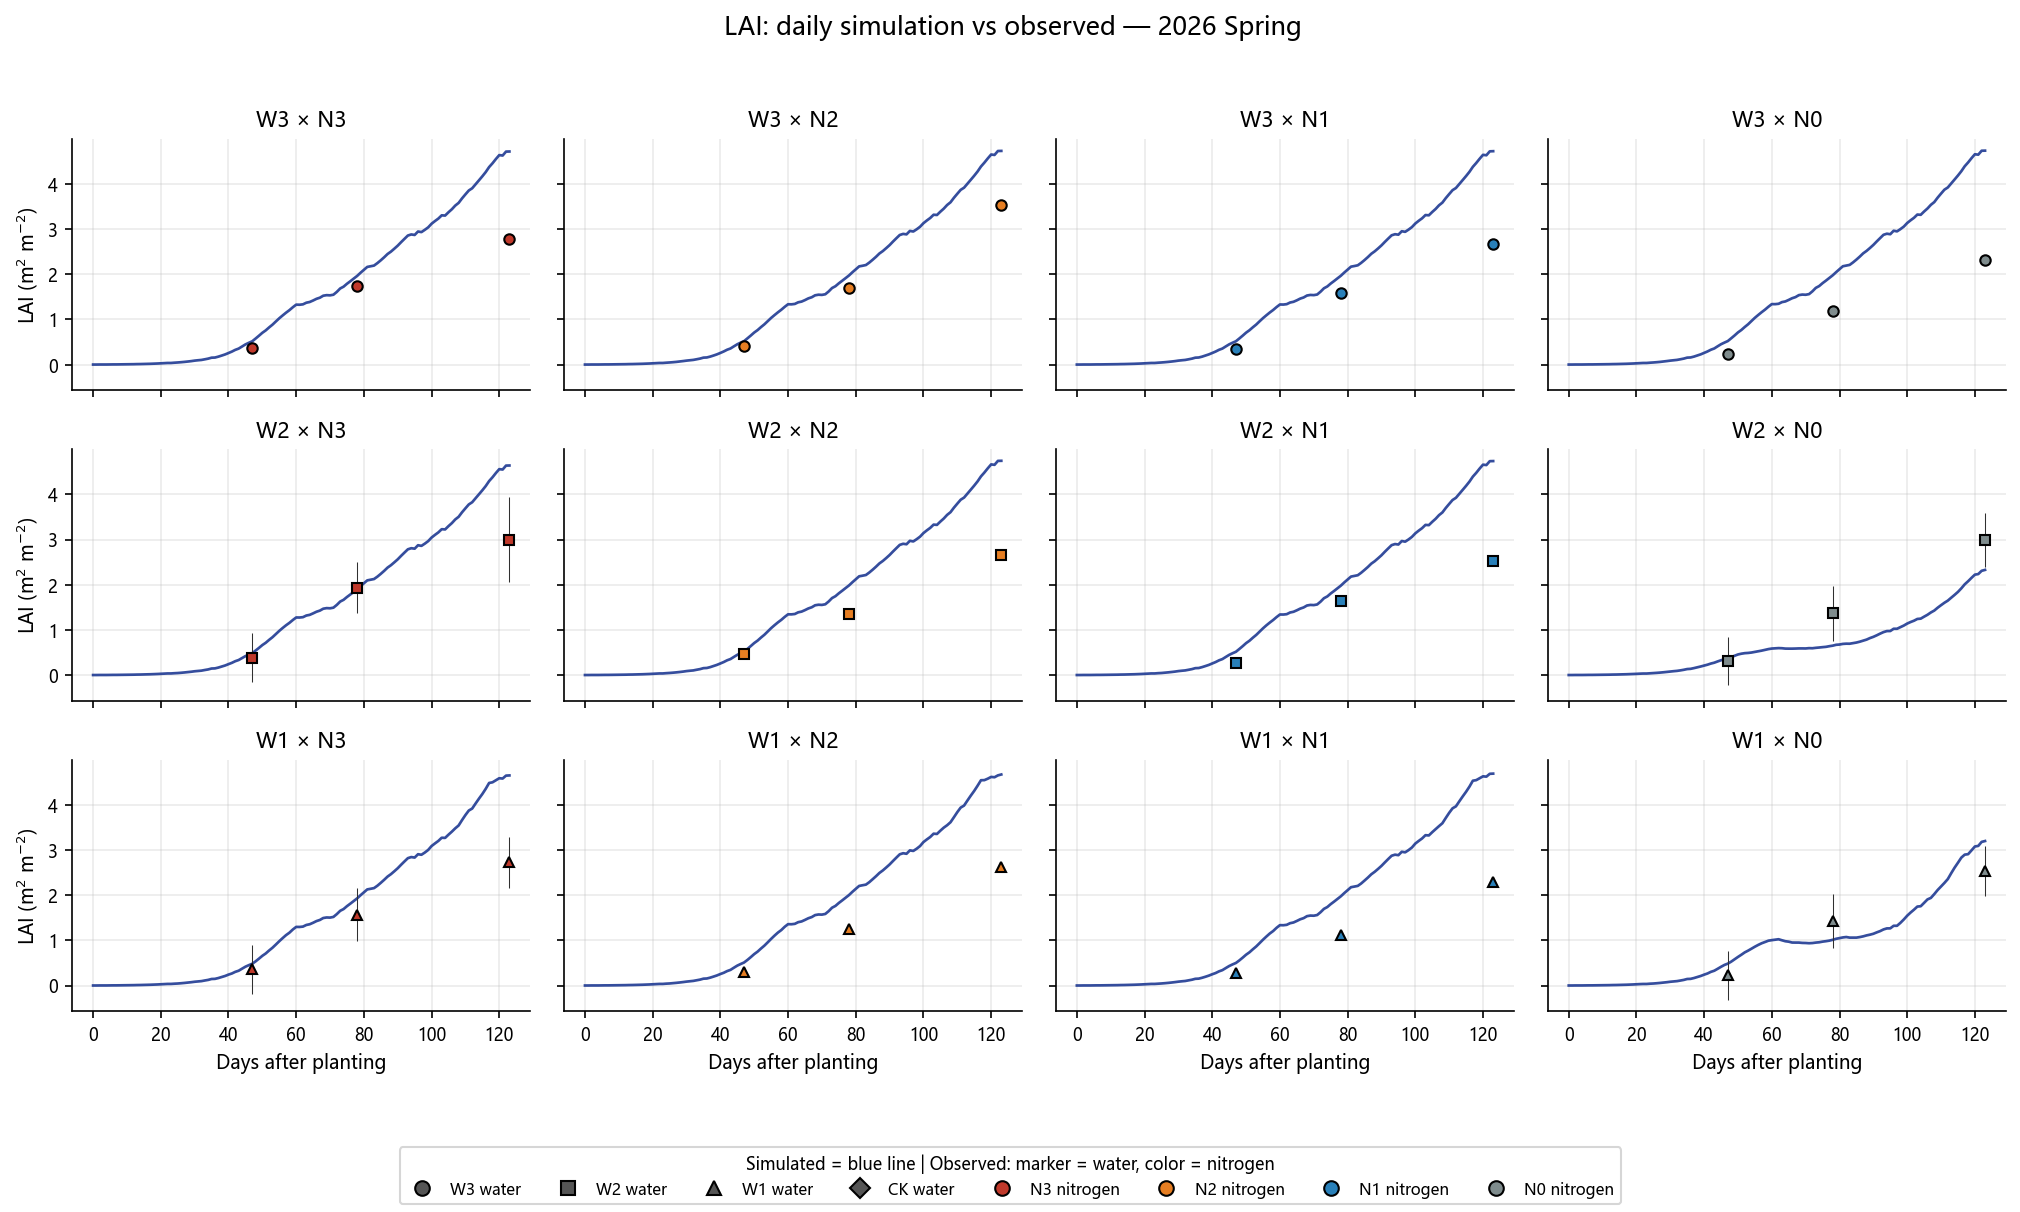 LAI: daily simulation vs observed — 2026 Spring
W3 × N3
W3 × N2
W3 × N1
W3 × N0
LAI (m² m⁻²)
4
3
2
1
0
W2 × N3
W2 × N2
W2 × N1
W2 × N0
LAI (m² m⁻²)
4
3
2
1
0
W1 × N3
W1 × N2
W1 × N1
W1 × N0
LAI (m² m⁻²)
4
3
2
1
0
0 20 40 60 80 100 120
0 20 40 60 80 100 120
0 20 40 60 80 100 120
0 20 40 60 80 100 120
Days after planting
Days after planting
Days after planting
Days after planting
Simulated = blue line | Observed: marker = water, color = nitrogen
W3 water W2 water W1 water CK water N3 nitrogen N2 nitrogen N1 nitrogen N0 nitrogen